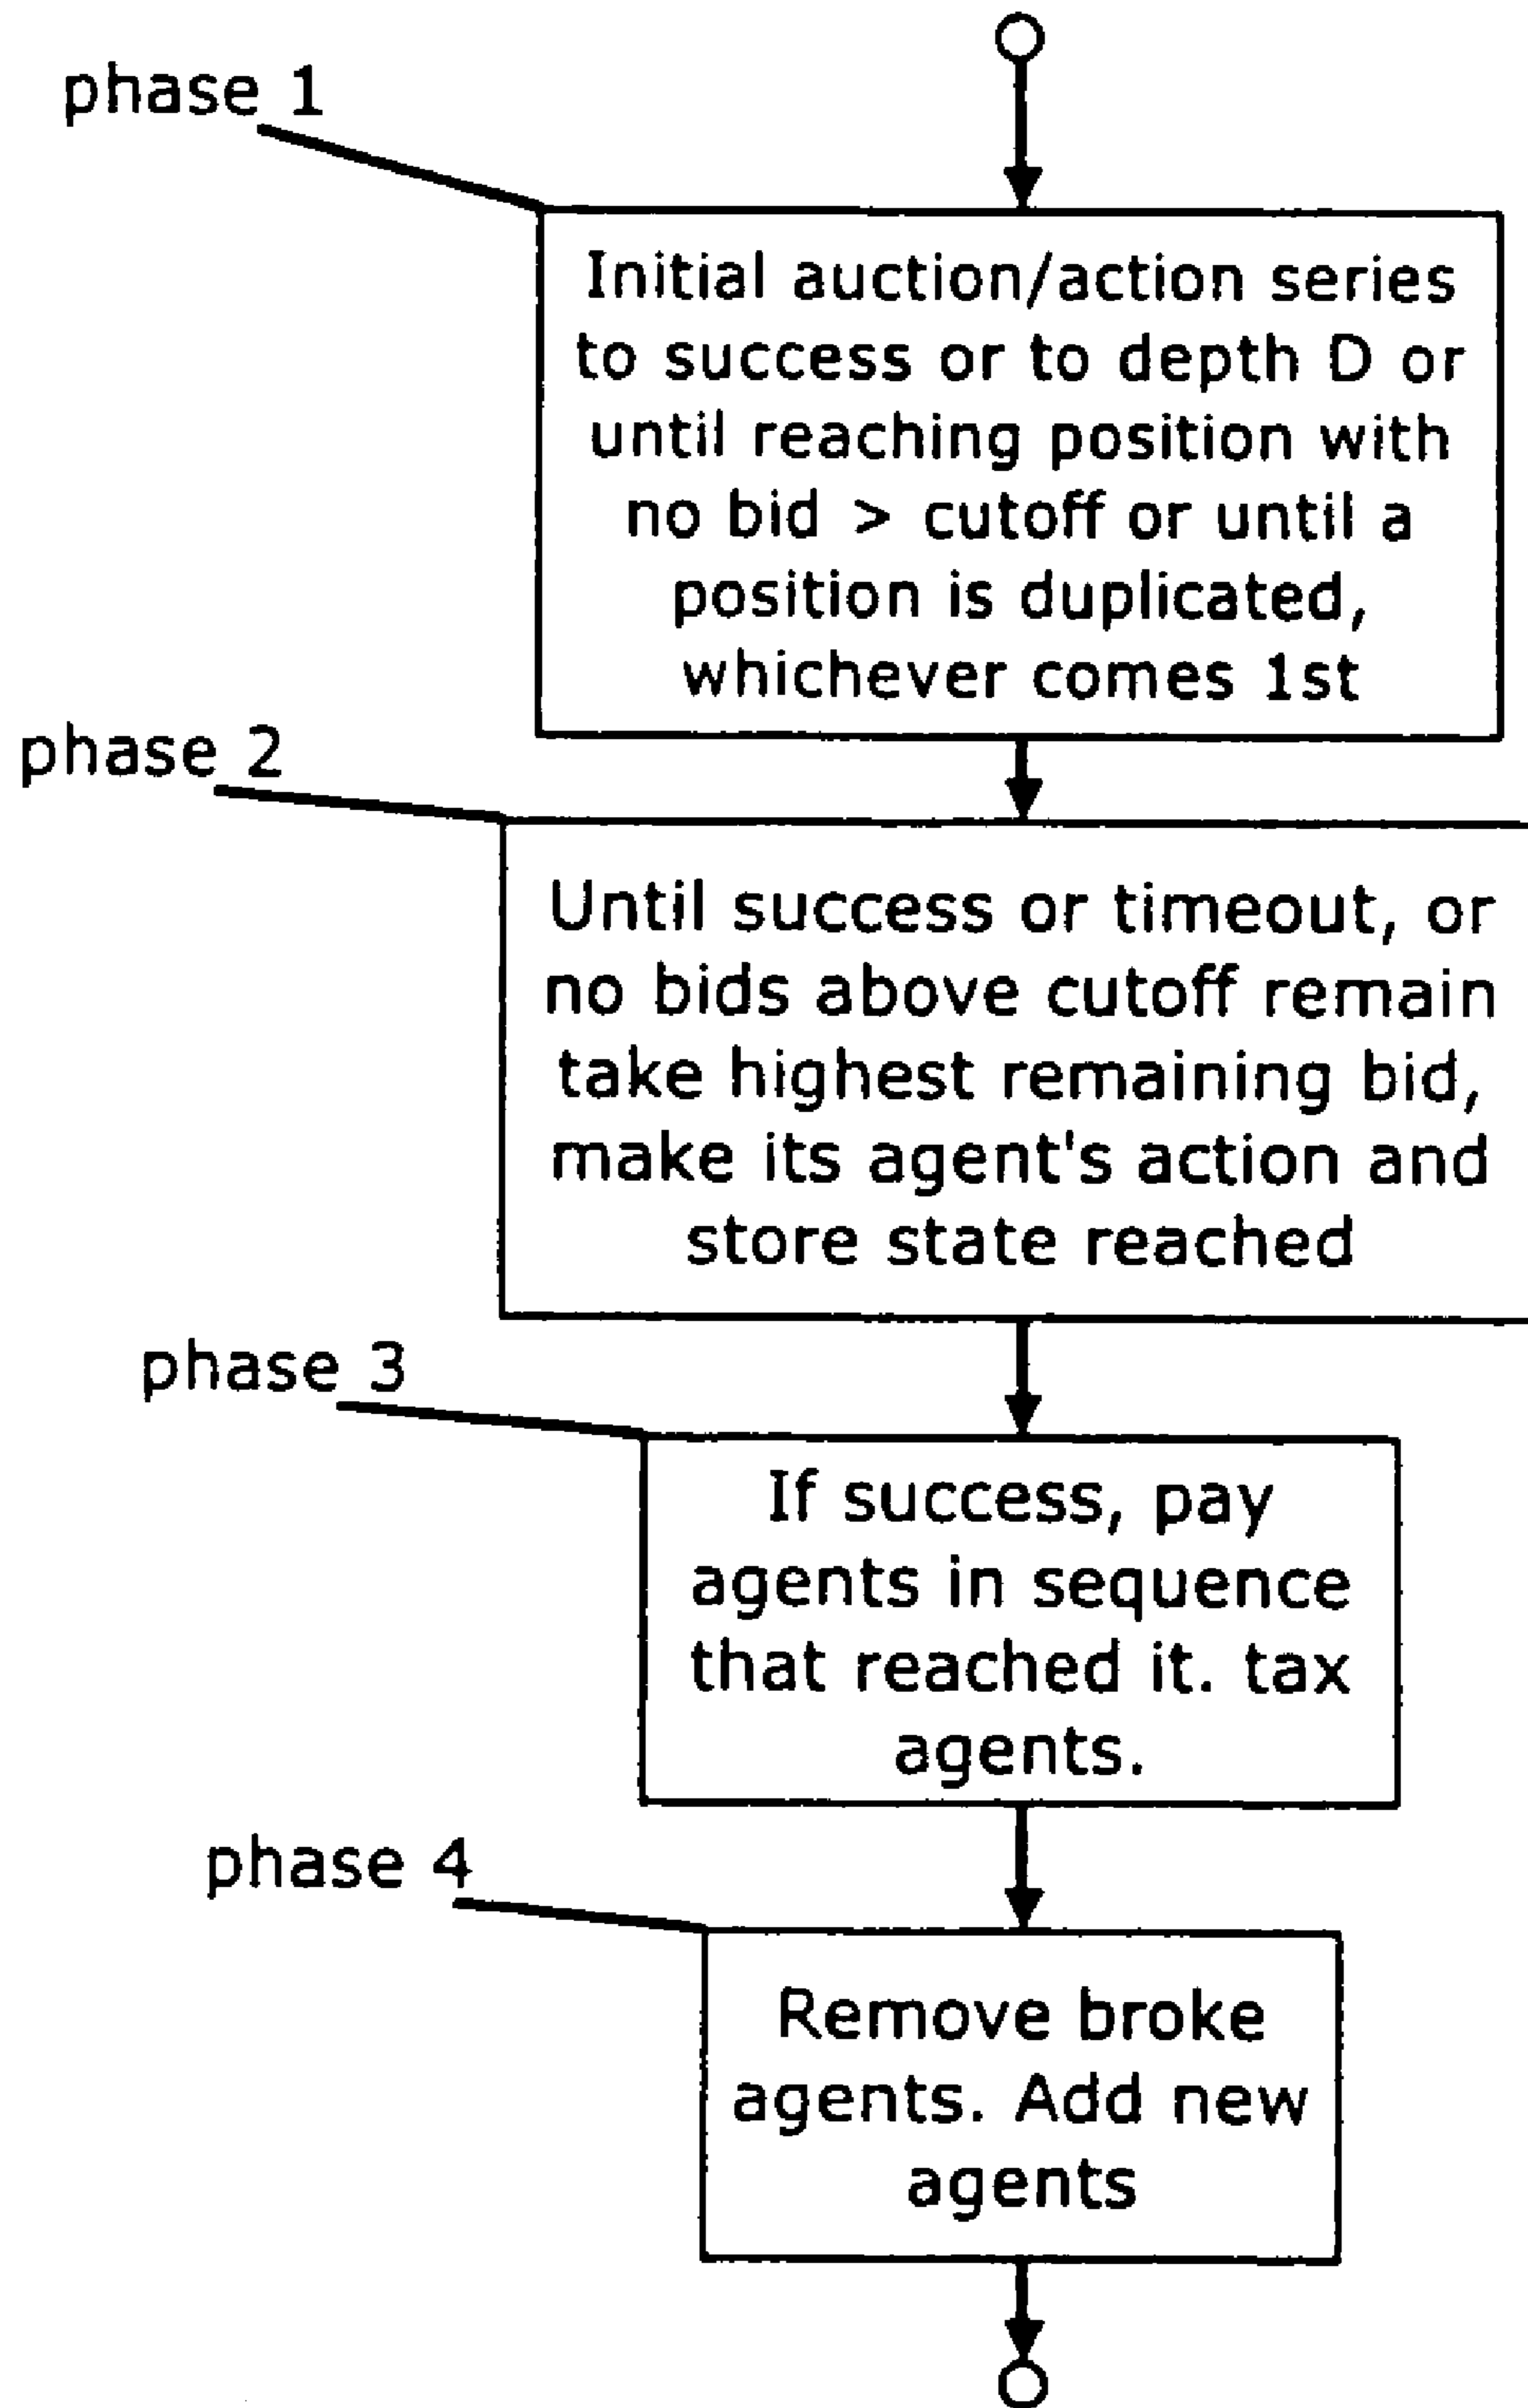 phase 1
Initial auction/action series
to success or to depth D or
until reaching position with
no bid > cutoff or until a
position is duplicated,
whichever comes 1st
phase 2
Until success or timeout, or
no bids above cutoff remain
take highest remaining bid,
make its agent's action and
store state reached
phase 3
If success, pay
agents in sequence
that reached it. tax
agents.
phase 4
Remove broke
agents. Add new
agents